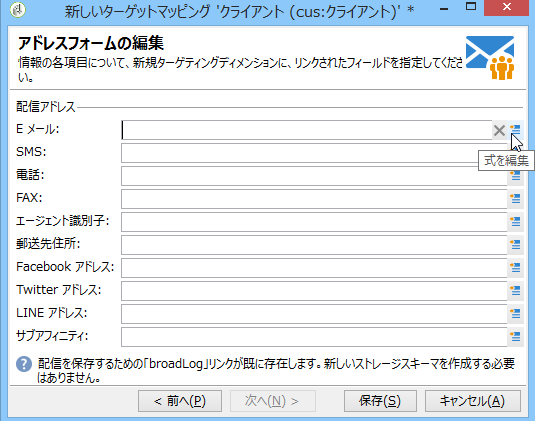 新しいターゲットマッピング 'クライアント (cus:クライアント)' *
アドレスフォームの編集
情報の各項目について、新規ターゲティングディメンションに、リンクされたフィールドを指定してくださ
い。
配信アドレス
E メール:
式を編集
SMS:
電話:
FAX:
エージェント識別子:
郵送先住所:
Facebook アドレス:
Twitter アドレス:
LINE アドレス:
サブアフィニティ:
配信を保存するための「broadLog」リンクが既に存在します。新しいストレージスキーマを作成する必要
はありません。
< 前へ(P)
次へ(N) >
保存(S)
キャンセル(A)